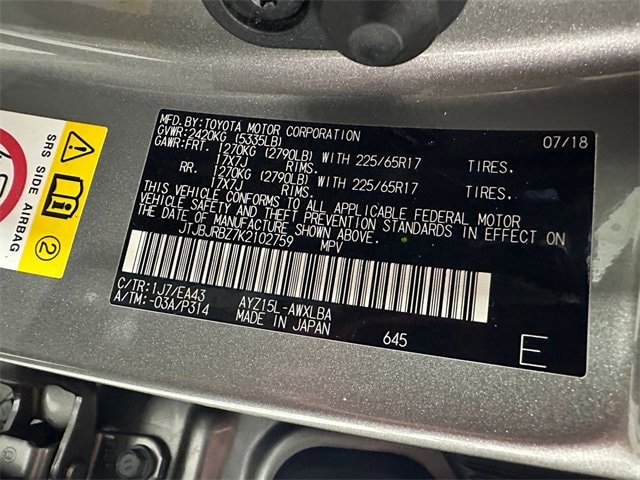 MFD.BY:TOYOTA MOTOR CORPORATION 07/18
GVWR:2420KG (5335LB)
GAWR:FRT. 1270KG (2790LB) WITH 225/65R17 TIRES.
17X7J RIMS.
RR. 1270KG (2790LB) WITH 225/65R17 TIRES.
17X7J RIMS.
THIS VEHICLE CONFORMS TO ALL APPLICABLE FEDERAL MOTOR
VEHICLE SAFETY AND THEFT PREVENTION STANDARDS IN EFFECT ON
THE DATE OF MANUFACTURE SHOWN ABOVE.
JTJBJRBZ7K2102759 MPV
C/TR:1J7/EA43 AYZ15L-AWXLBA
A/TM:-03A/P314 MADE IN JAPAN 645
E
SRS SIDE AIRBAG
2